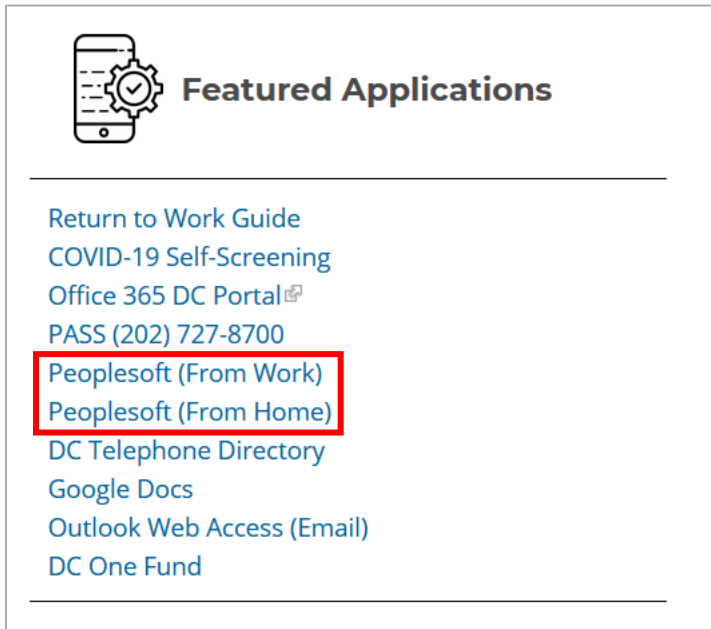 Featured Applications
Return to Work Guide
COVID-19 Self-Screening
Office 365 DC Portal
PASS (202) 727-8700
Peoplesoft (From Work)
Peoplesoft (From Home)
DC Telephone Directory
Google Docs
Outlook Web Access (Email)
DC One Fund